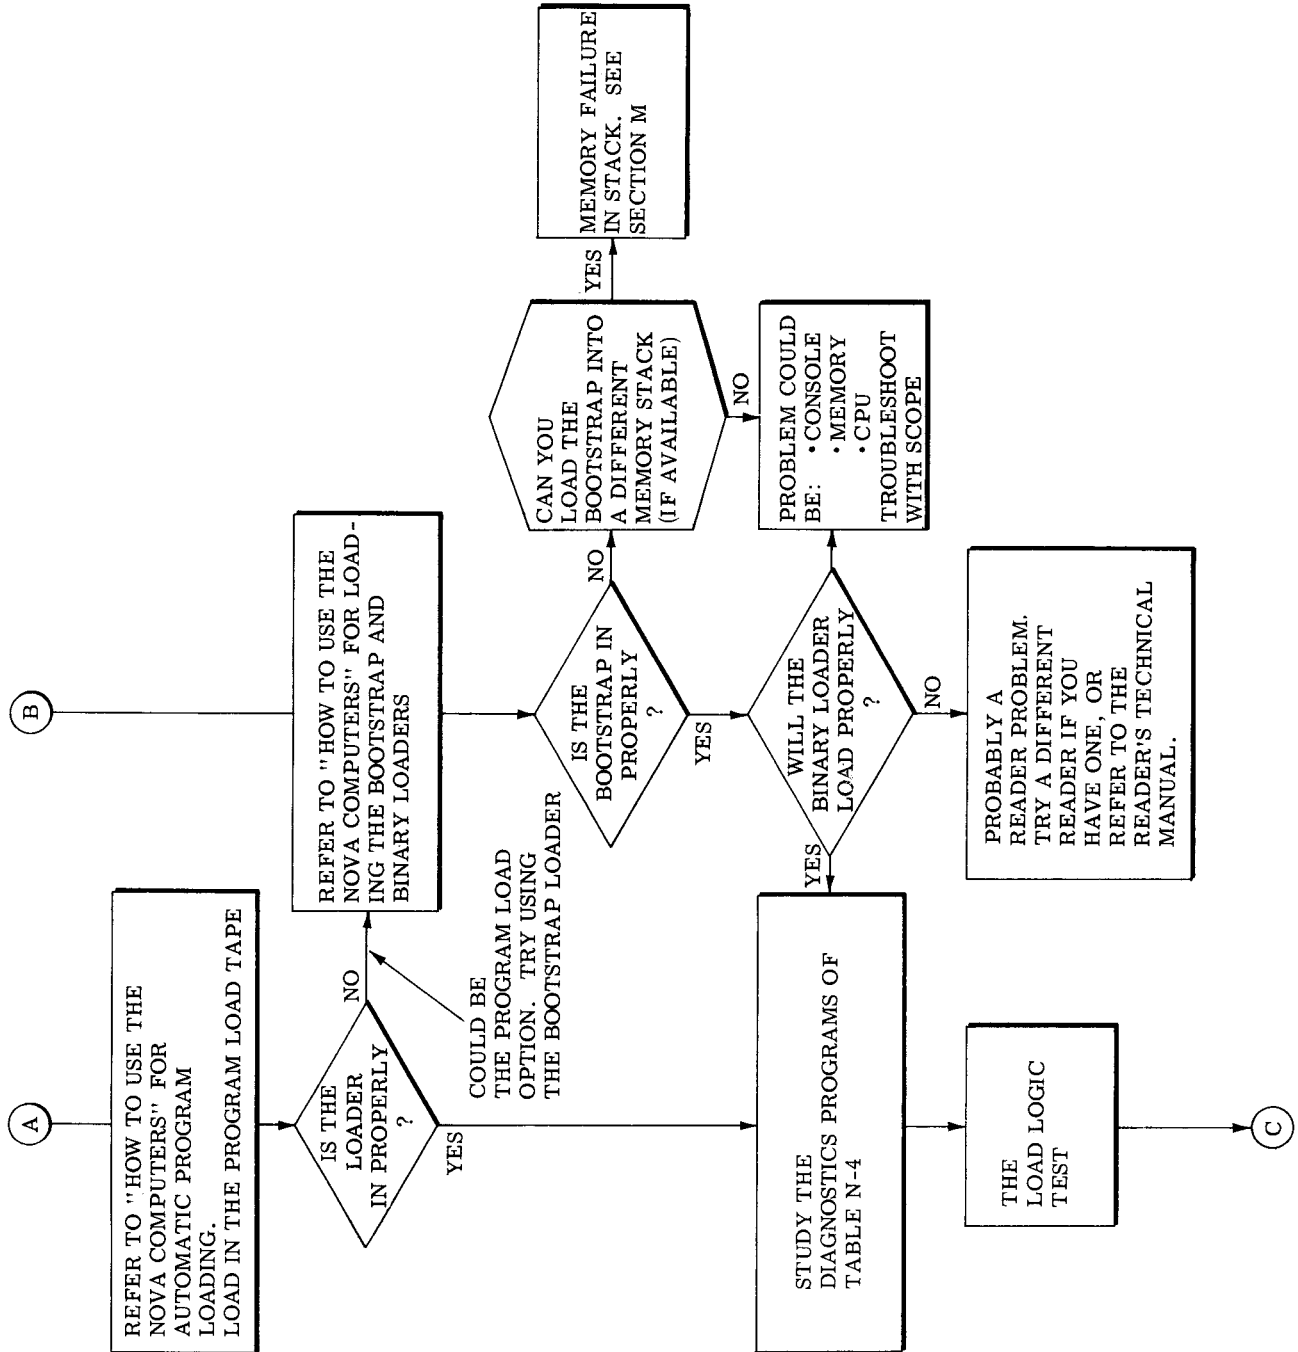 A
REFER TO "HOW TO USE THE
NOVA COMPUTERS" FOR
AUTOMATIC PROGRAM
LOADING.
LOAD IN THE PROGRAM LOAD TAPE
IS THE
LOADER
IN PROPERLY
?
NO
YES
COULD BE
THE PROGRAM LOAD
OPTION. TRY USING
THE BOOTSTRAP LOADER
B
REFER TO "HOW TO USE THE
NOVA COMPUTERS" FOR LOAD-
ING THE BOOTSTRAP AND
BINARY LOADERS
IS THE
BOOTSTRAP IN
PROPERLY
?
NO
YES
CAN YOU
LOAD THE
BOOTSTRAP INTO
A DIFFERENT
MEMORY STACK
(IF AVAILABLE)
YES
NO
MEMORY FAILURE
IN STACK. SEE
SECTION M
PROBLEM COULD
BE: • CONSOLE
• MEMORY
• CPU
TROUBLESHOOT
WITH SCOPE
WILL THE
BINARY LOADER
LOAD PROPERLY
?
YES
NO
PROBABLY A
READER PROBLEM.
TRY A DIFFERENT
READER IF YOU
HAVE ONE, OR
REFER TO THE
READER'S TECHNICAL
MANUAL.
STUDY THE
DIAGNOSTICS PROGRAMS OF
TABLE N-4
THE
LOAD LOGIC
TEST
C